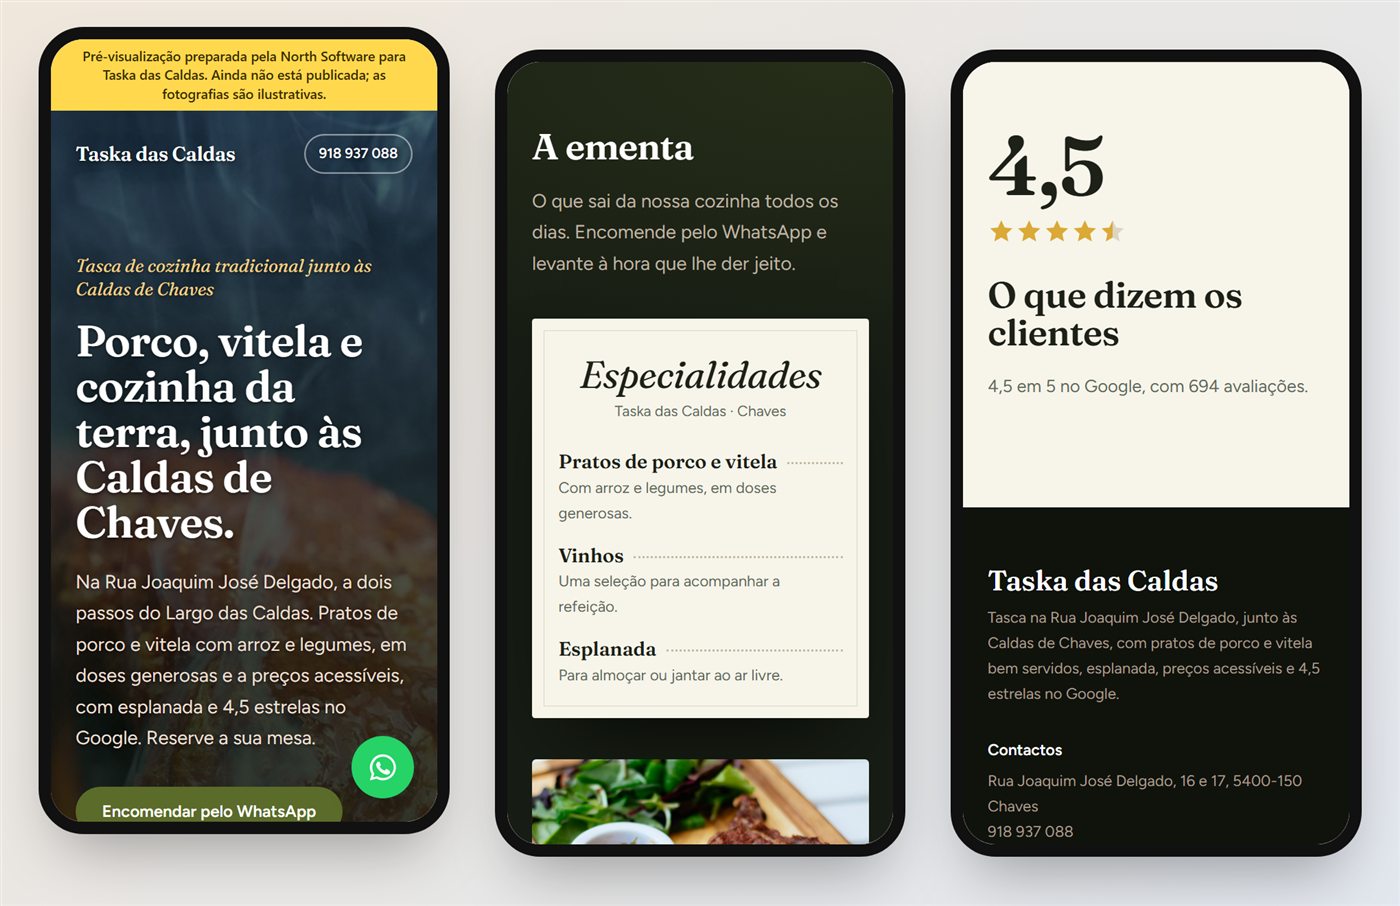 Pré-visualização preparada pela North Software para
Taska das Caldas. Ainda não está publicada; as
fotografias são ilustrativas.
Taska das Caldas
918 937 088
Tasca de cozinha tradicional junto às
Caldas de Chaves
Porco, vitela e
cozinha da
terra, junto às
Caldas de
Chaves.
Na Rua Joaquim José Delgado, a dois
passos do Largo das Caldas. Pratos de
porco e vitela com arroz e legumes, em
doses generosas e a preços acessíveis,
com esplanada e 4,5 estrelas no
Google. Reserve a sua mesa.
Encomendar pelo WhatsApp
A ementa
O que sai da nossa cozinha todos os
dias. Encomende pelo WhatsApp e
levante à hora que lhe der jeito.
Especialidades
Taska das Caldas · Chaves
Pratos de porco e vitela
Com arroz e legumes, em doses
generosas.
Vinhos
Uma seleção para acompanhar a
refeição.
Esplanada
Para almoçar ou jantar ao ar livre.
4,5
O que dizem os
clientes
4,5 em 5 no Google, com 694 avaliações.
Taska das Caldas
Tasca na Rua Joaquim José Delgado, junto às
Caldas de Chaves, com pratos de porco e vitela
bem servidos, esplanada, preços acessíveis e 4,5
estrelas no Google.
Contactos
Rua Joaquim José Delgado, 16 e 17, 5400-150
Chaves
918 937 088